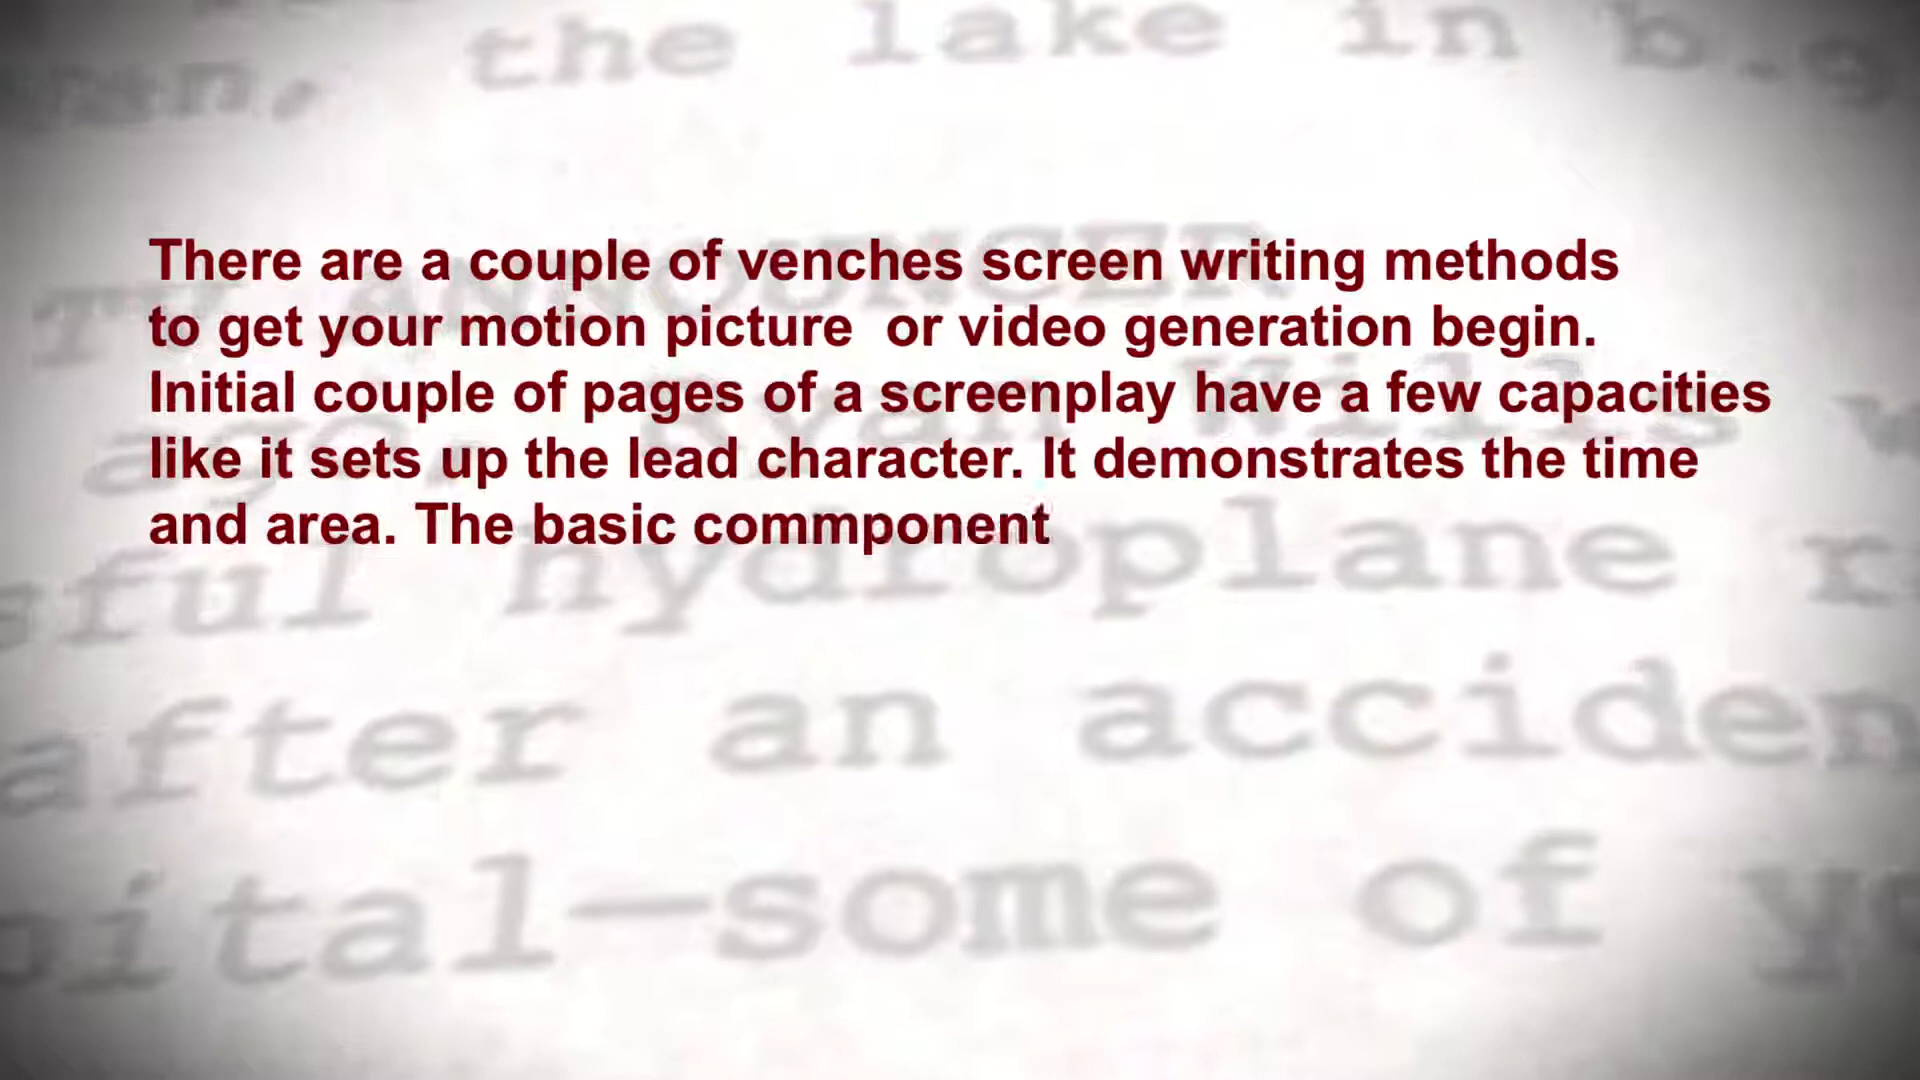 the lake in b.g
There are a couple of venches screen writing methods
to get your motion picture  or video generation begin.
Initial couple of pages of a screenplay have a few capacities
like it sets up the lead character. It demonstrates the time
and area. The basic commponent
ful hydroplane
after an acciden
pital—some of